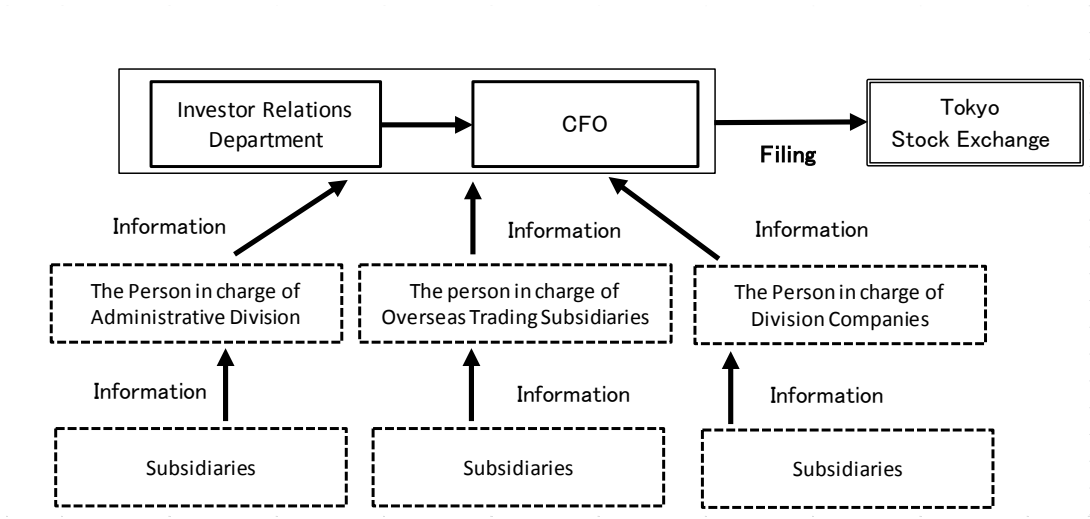 Investor Relations
Department
CFO
Tokyo
Stock Exchange
Filing
Information
Information
Information
The Person in charge of
Administrative Division
The person in charge of
Overseas Trading Subsidiaries
The Person in charge of
Division Companies
Information
Information
Information
Subsidiaries
Subsidiaries
Subsidiaries